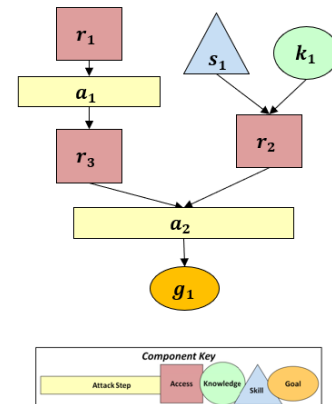 r1
s1
k1
a1
r3
r2
a2
g1
Component Key
Attack Step
Access
Knowledge
Skill
Goal